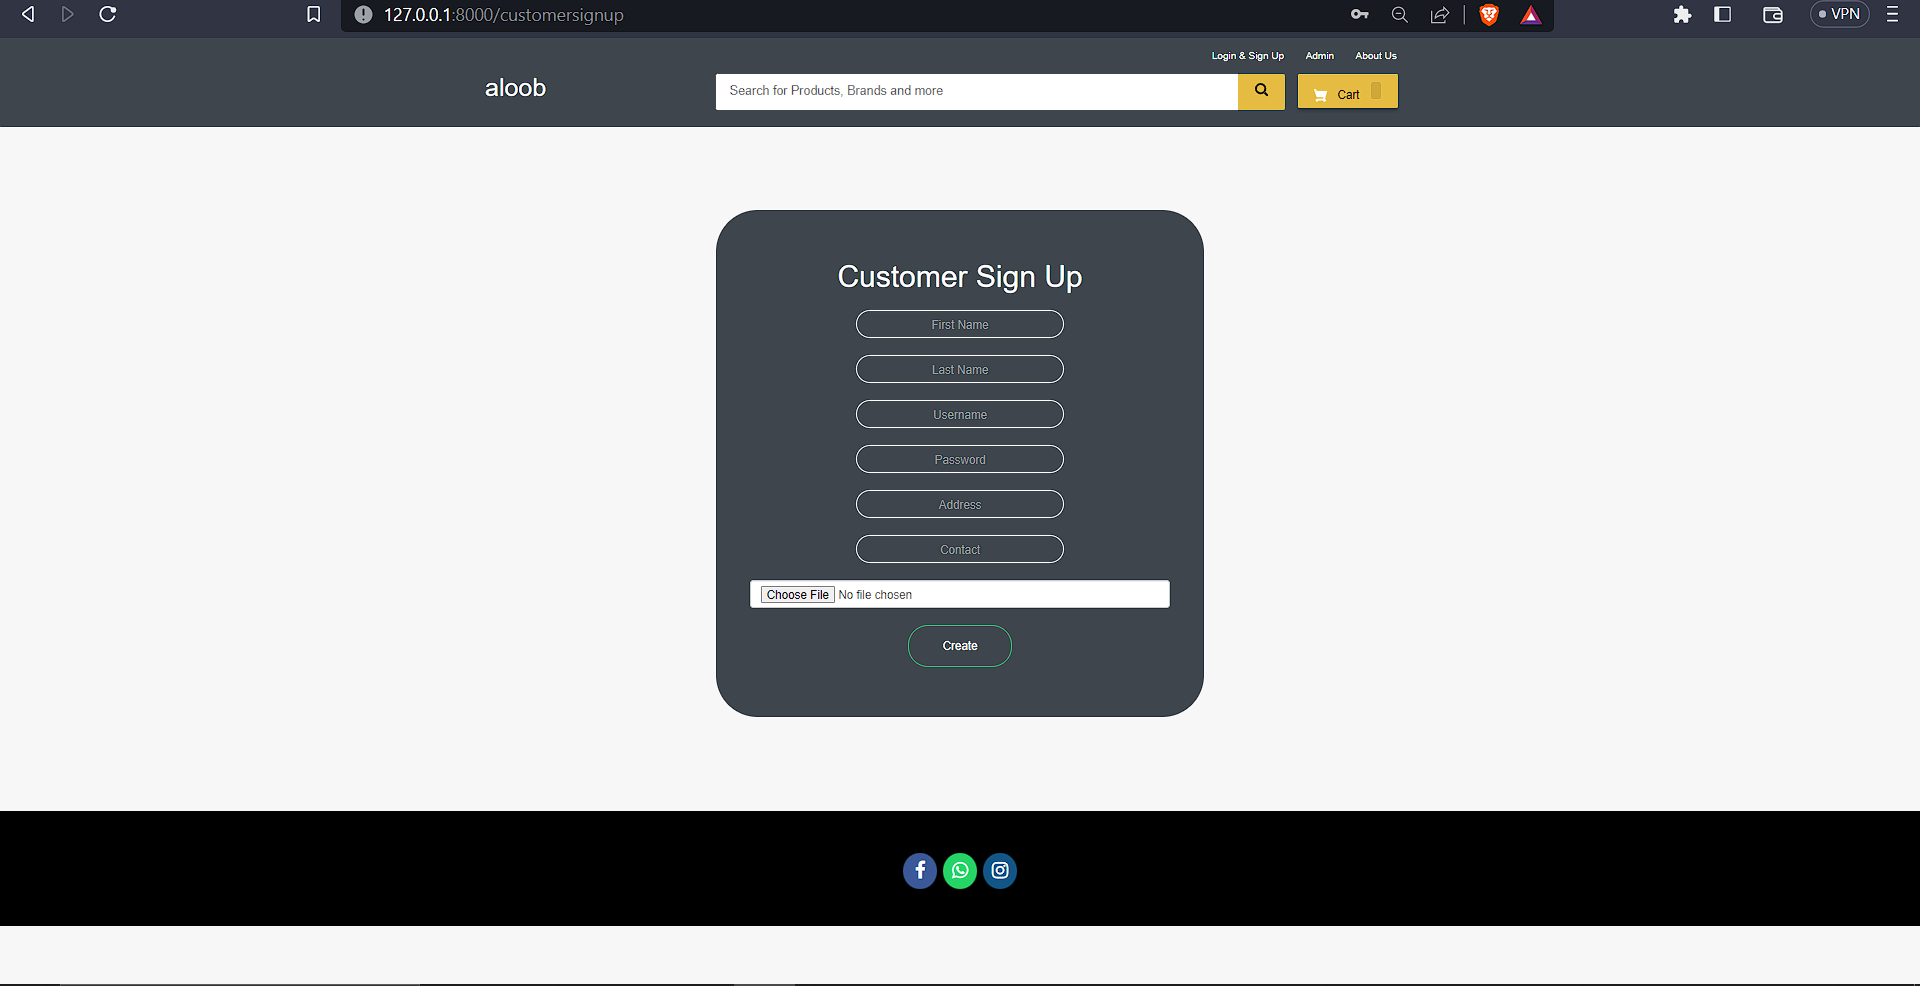 127.0.0.1:8000/customersignup
VPN
Login & Sign Up Admin About Us
aloob
Search for Products, Brands and more
Cart
Customer Sign Up
First Name
Last Name
Username
Password
Address
Contact
Choose File No file chosen
Create